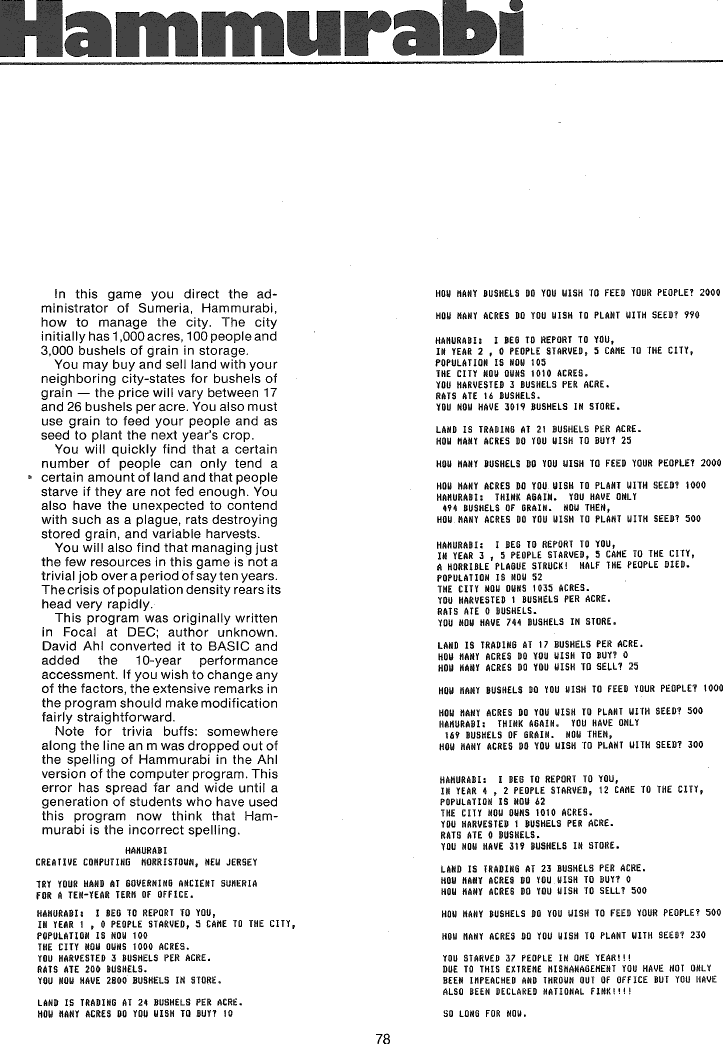 Hammurabi
In this game you direct the ad-
ministrator of Sumeria, Hammurabi,
how to manage the city. The city
initially has 1,000 acres, 100 people and
3,000 bushels of grain in storage.
You may buy and sell land with your
neighboring city-states for bushels of
grain — the price will vary between 17
and 26 bushels per acre. You also must
use grain to feed your people and as
seed to plant the next year's crop.
You will quickly find that a certain
number of people can only tend a
certain amount of land and that people
starve if they are not fed enough. You
also have the unexpected to contend
with such as a plague, rats destroying
stored grain, and variable harvests.
You will also find that managing just
the few resources in this game is not a
trivial job over a period of say ten years.
The crisis of population density rears its
head very rapidly.
This program was originally written
in Focal at DEC; author unknown.
David Ahl converted it to BASIC and
added the 10-year performance
accessment. If you wish to change any
of the factors, the extensive remarks in
the program should make modification
fairly straightforward.
Note for trivia buffs: somewhere
along the line an m was dropped out of
the spelling of Hammurabi in the Ahl
version of the computer program. This
error has spread far and wide until a
generation of students who have used
this program now think that Ham-
murabi is the incorrect spelling.
HAMURABI
CREATIVE COMPUTING MORRISTOWN, NEW JERSEY
TRY YOUR HAND AT GOVERNING ANCIENT SUMERIA
FOR A TEN-YEAR TERM OF OFFICE.
HAMURABI: I BEG TO REPORT TO YOU,
IN YEAR 1 , 0 PEOPLE STARVED, 5 CAME TO THE CITY,
POPULATION IS NOW 100
THE CITY NOW OWNS 1000 ACRES.
YOU HARVESTED 3 BUSHELS PER ACRE.
RATS ATE 200 BUSHELS.
YOU NOW HAVE 2800 BUSHELS IN STORE.
LAND IS TRADING AT 24 BUSHELS PER ACRE.
HOW MANY ACRES DO YOU WISH TO BUY? 10
HOW MANY BUSHELS DO YOU WISH TO FEED YOUR PEOPLE? 2000
HOW MANY ACRES DO YOU WISH TO PLANT WITH SEED? 990
HAMURABI: I BEG TO REPORT TO YOU,
IN YEAR 2 , 0 PEOPLE STARVED, 5 CAME TO THE CITY,
POPULATION IS NOW 105
THE CITY NOW OWNS 1010 ACRES.
YOU HARVESTED 3 BUSHELS PER ACRE.
RATS ATE 16 BUSHELS.
YOU NOW HAVE 3019 BUSHELS IN STORE.
LAND IS TRADING AT 21 BUSHELS PER ACRE.
HOW MANY ACRES DO YOU WISH TO BUY? 25
HOW MANY BUSHELS DO YOU WISH TO FEED YOUR PEOPLE? 2000
HOW MANY ACRES DO YOU WISH TO PLANT WITH SEED? 1000
HAMURABI: THINK AGAIN. YOU HAVE ONLY
494 BUSHELS OF GRAIN. NOW THEN,
HOW MANY ACRES DO YOU WISH TO PLANT WITH SEED? 500
HAMURABI: I BEG TO REPORT TO YOU,
IN YEAR 3 , 5 PEOPLE STARVED, 5 CAME TO THE CITY,
A HORRIBLE PLAGUE STRUCK! HALF THE PEOPLE DIED.
POPULATION IS NOW 52
THE CITY NOW OWNS 1035 ACRES.
YOU HARVESTED 1 BUSHELS PER ACRE.
RATS ATE 0 BUSHELS.
YOU NOW HAVE 744 BUSHELS IN STORE.
LAND IS TRADING AT 17 BUSHELS PER ACRE.
HOW MANY ACRES DO YOU WISH TO BUY? 0
HOW MANY ACRES DO YOU WISH TO SELL? 25
HOW MANY BUSHELS DO YOU WISH TO FEED YOUR PEOPLE? 1000
HOW MANY ACRES DO YOU WISH TO PLANT WITH SEED? 500
HAMURABI: THINK AGAIN. YOU HAVE ONLY
169 BUSHELS OF GRAIN. NOW THEN,
HOW MANY ACRES DO YOU WISH TO PLANT WITH SEED? 300
HAMURABI: I BEG TO REPORT TO YOU,
IN YEAR 4 , 2 PEOPLE STARVED, 12 CAME TO THE CITY,
POPULATION IS NOW 62
THE CITY NOW OWNS 1010 ACRES.
YOU HARVESTED 1 BUSHELS PER ACRE.
RATS ATE 0 BUSHELS.
YOU NOW HAVE 319 BUSHELS IN STORE.
LAND IS TRADING AT 23 BUSHELS PER ACRE.
HOW MANY ACRES DO YOU WISH TO BUY? 0
HOW MANY ACRES DO YOU WISH TO SELL? 500
HOW MANY BUSHELS DO YOU WISH TO FEED YOUR PEOPLE? 500
HOW MANY ACRES DO YOU WISH TO PLANT WITH SEED? 230
YOU STARVED 37 PEOPLE IN ONE YEAR!!!
DUE TO THIS EXTREME MISMANAGEMENT YOU HAVE NOT ONLY
BEEN IMPEACHED AND THROWN OUT OF OFFICE BUT YOU HAVE
ALSO BEEN DECLARED NATIONAL FINK!!!!
SO LONG FOR NOW.
78